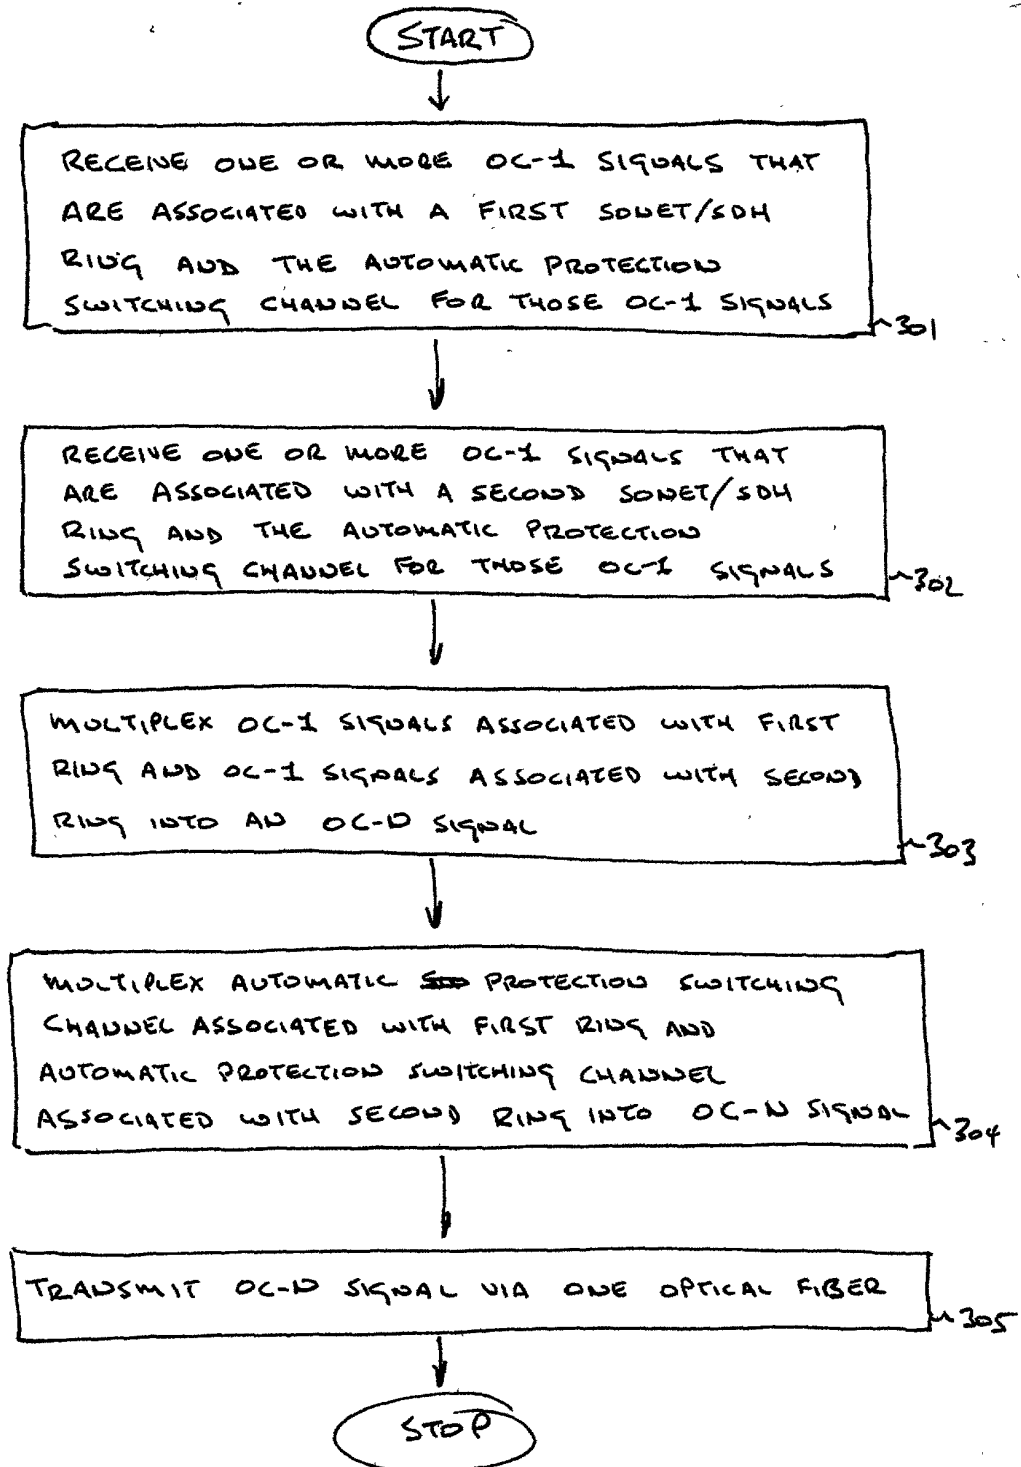 START
RECEIVE ONE OR MORE OC-1 SIGNALS THAT
ARE ASSOCIATED WITH A FIRST SONET/SDH
RING AND THE AUTOMATIC PROTECTION
SWITCHING CHANNEL FOR THOSE OC-1 SIGNALS
301
RECEIVE ONE OR MORE OC-1 SIGNALS THAT
ARE ASSOCIATED WITH A SECOND SONET/SDH
RING AND THE AUTOMATIC PROTECTION
SWITCHING CHANNEL FOR THOSE OC-1 SIGNALS
302
MULTIPLEX OC-1 SIGNALS ASSOCIATED WITH FIRST
RING AND OC-1 SIGNALS ASSOCIATED WITH SECOND
RING INTO AN OC-N SIGNAL
303
MULTIPLEX AUTOMATIC PROTECTION SWITCHING
CHANNEL ASSOCIATED WITH FIRST RING AND
AUTOMATIC PROTECTION SWITCHING CHANNEL
ASSOCIATED WITH SECOND RING INTO OC-N SIGNAL
304
TRANSMIT OC-N SIGNAL VIA ONE OPTICAL FIBER
305
STOP